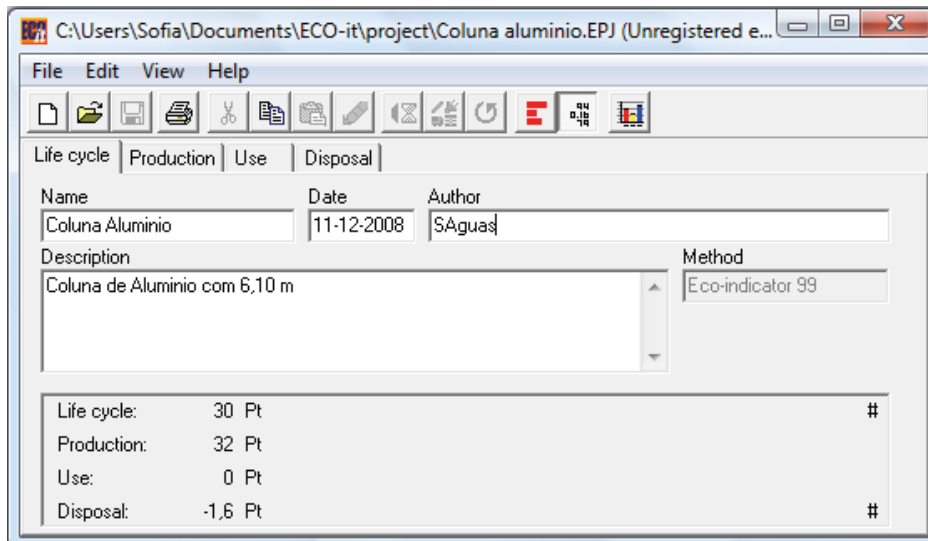 C:\Users\Sofia\Documents\ECO-it\project\Coluna aluminio.EPJ (Unregistered e...
File Edit View Help
Life cycle Production Use Disposal
Name Date Author
Coluna Aluminio 11-12-2008 SAguas
Description Method
Coluna de Aluminio com 6,10 m Eco-indicator 99
Life cycle: 30 Pt #
Production: 32 Pt
Use: 0 Pt
Disposal: -1,6 Pt #